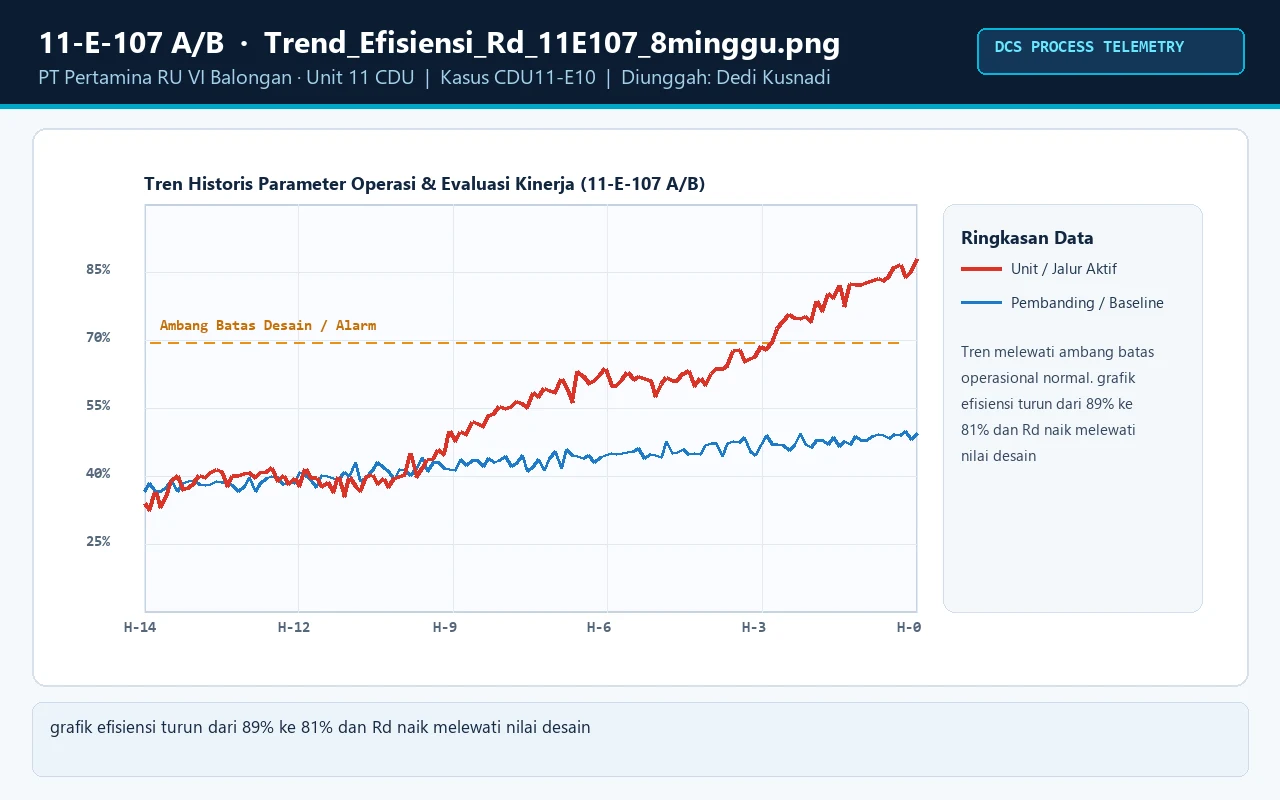 11-E-107 A/B · Trend_Efisiensi_Rd_11E107_8minggu.png
PT Pertamina RU VI Balongan · Unit 11 CDU | Kasus CDU11-E10 | Diunggah: Dedi Kusnadi
DCS PROCESS TELEMETRY
Tren Historis Parameter Operasi & Evaluasi Kinerja (11-E-107 A/B)
85%
70%
55%
40%
25%
Ambang Batas Desain / Alarm
H-14
H-12
H-9
H-6
H-3
H-0
Ringkasan Data
Unit / Jalur Aktif
Pembanding / Baseline
Tren melewati ambang batas
operasional normal. grafik
efisiensi turun dari 89% ke
81% dan Rd naik melewati
nilai desain
grafik efisiensi turun dari 89% ke 81% dan Rd naik melewati nilai desain